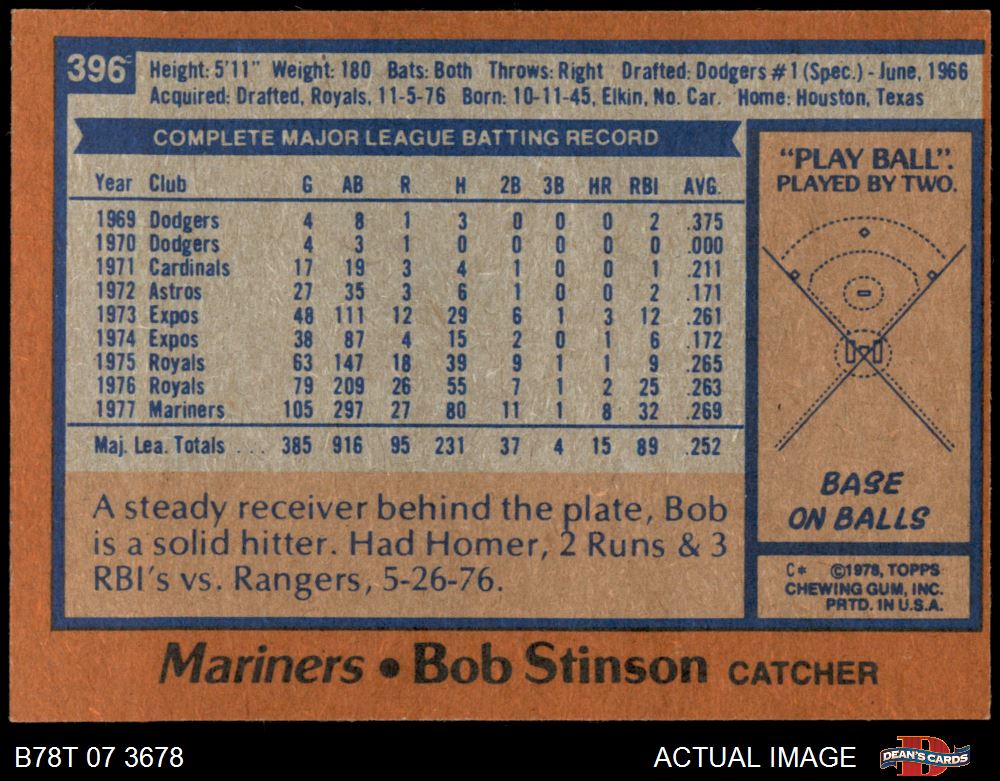 396
Height: 5'11" Weight: 180 Bats: Both Throws: Right Drafted: Dodgers #1 (Spec.) - June, 1966
Acquired: Drafted, Royals, 11-5-76 Born: 10-11-45, Elkin, No. Car. Home: Houston, Texas
COMPLETE MAJOR LEAGUE BATTING RECORD
Year Club G AB R H 2B 3B HR RBI AVG.
1969 Dodgers 4 8 1 3 0 0 0 2 .375
1970 Dodgers 4 3 1 0 0 0 0 0 .000
1971 Cardinals 17 19 3 4 1 0 0 1 .211
1972 Astros 27 35 3 6 1 0 0 2 .171
1973 Expos 48 111 12 29 6 1 3 12 .261
1974 Expos 38 87 4 15 2 0 1 6 .172
1975 Royals 63 147 18 39 9 1 1 9 .265
1976 Royals 79 209 26 55 7 1 2 25 .263
1977 Mariners 105 297 27 80 11 1 8 32 .269
Maj. Lea. Totals ... 385 916 95 231 37 4 15 89 .252
A steady receiver behind the plate, Bob
is a solid hitter. Had Homer, 2 Runs & 3
RBI's vs. Rangers, 5-26-76.
"PLAY BALL".
PLAYED BY TWO.
BASE
ON BALLS
C* ©1978, TOPPS
CHEWING GUM, INC.
PRTD. IN U.S.A.
Mariners • Bob Stinson CATCHER
B78T 07 3678
ACTUAL IMAGE
DEAN'S CARDS